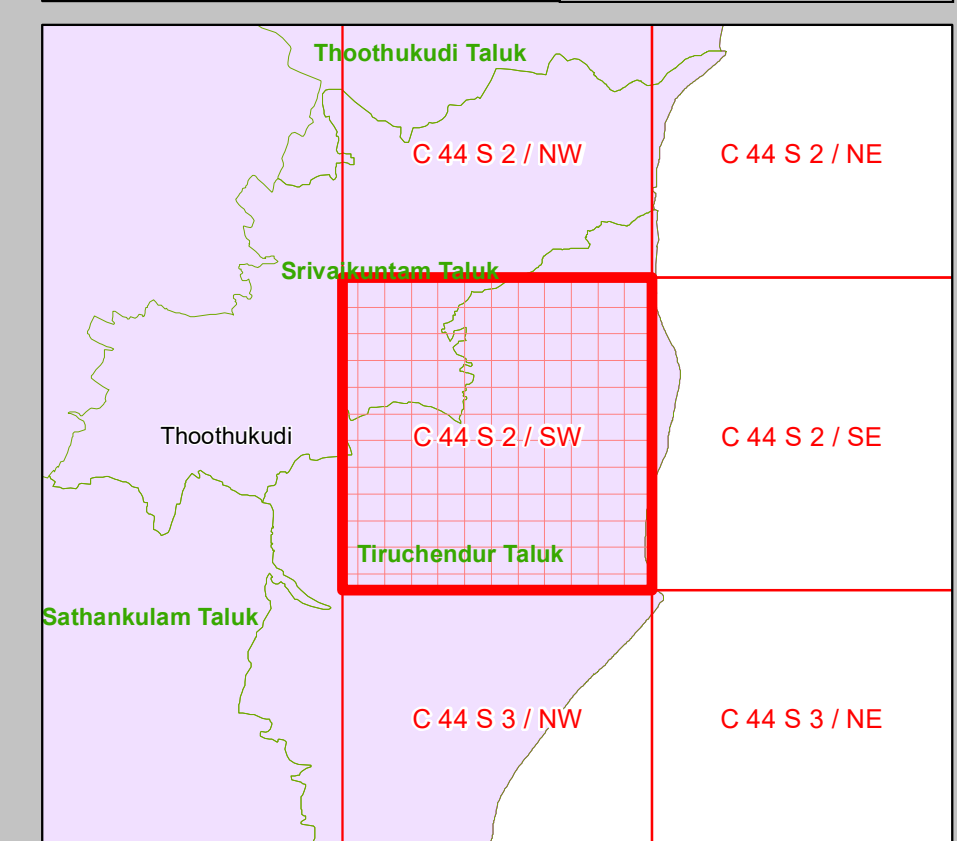 Thoothukudi Taluk
C 44 S 2 / NW
C 44 S 2 / NE
Srivaikuntam Taluk
Thoothukudi
C 44 S 2 / SW
C 44 S 2 / SE
Tiruchendur Taluk
Sathankulam Taluk
C 44 S 3 / NW
C 44 S 3 / NE